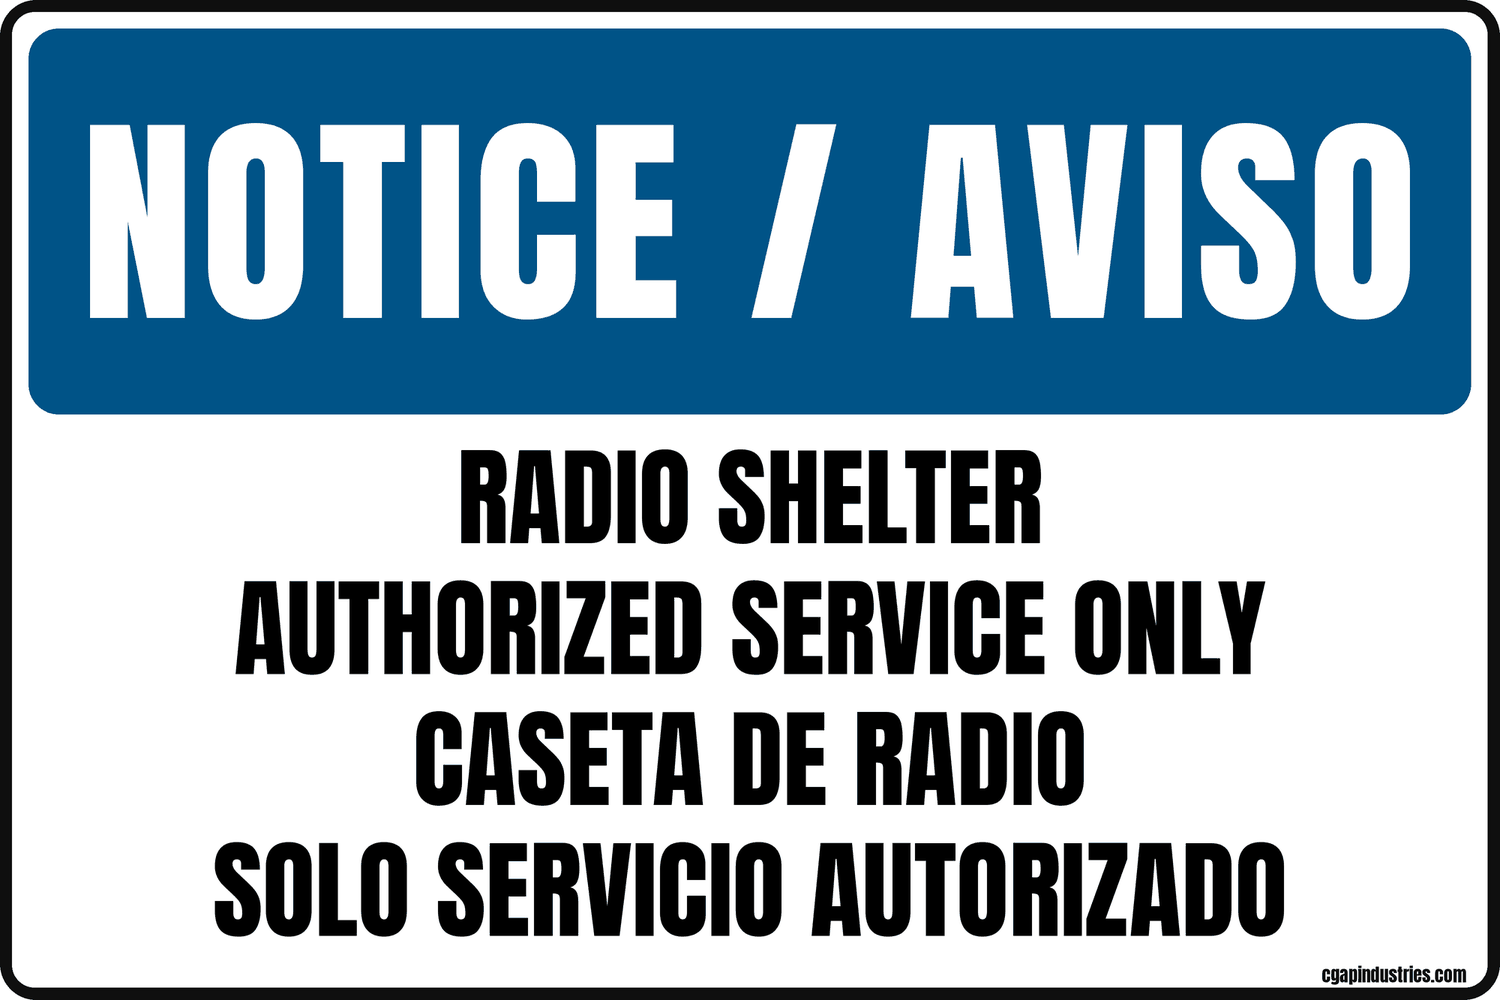 NOTICE / AVISO
RADIO SHELTER
AUTHORIZED SERVICE ONLY
CASETA DE RADIO
SOLO SERVICIO AUTORIZADO
cgapindustries.com